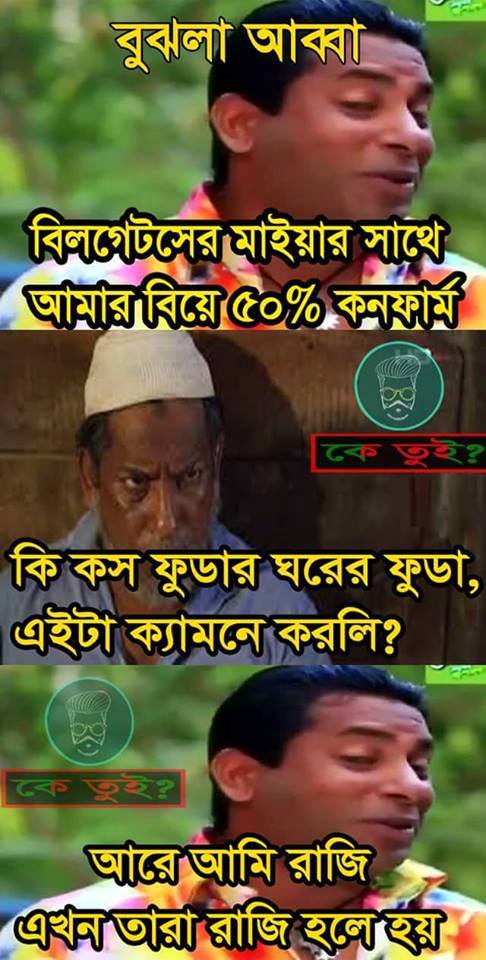 বুঝলা আব্বা
বিলগেটসের মাইয়ার সাথে
আমার বিয়ে ৫০% কনফার্ম
কে তুই?
কি কস ফুডার ঘরের ফুডা,
এইটা ক্যামনে করলি?
কে তুই?
আরে আমি রাজি
এখন তারা রাজি হলে হয়